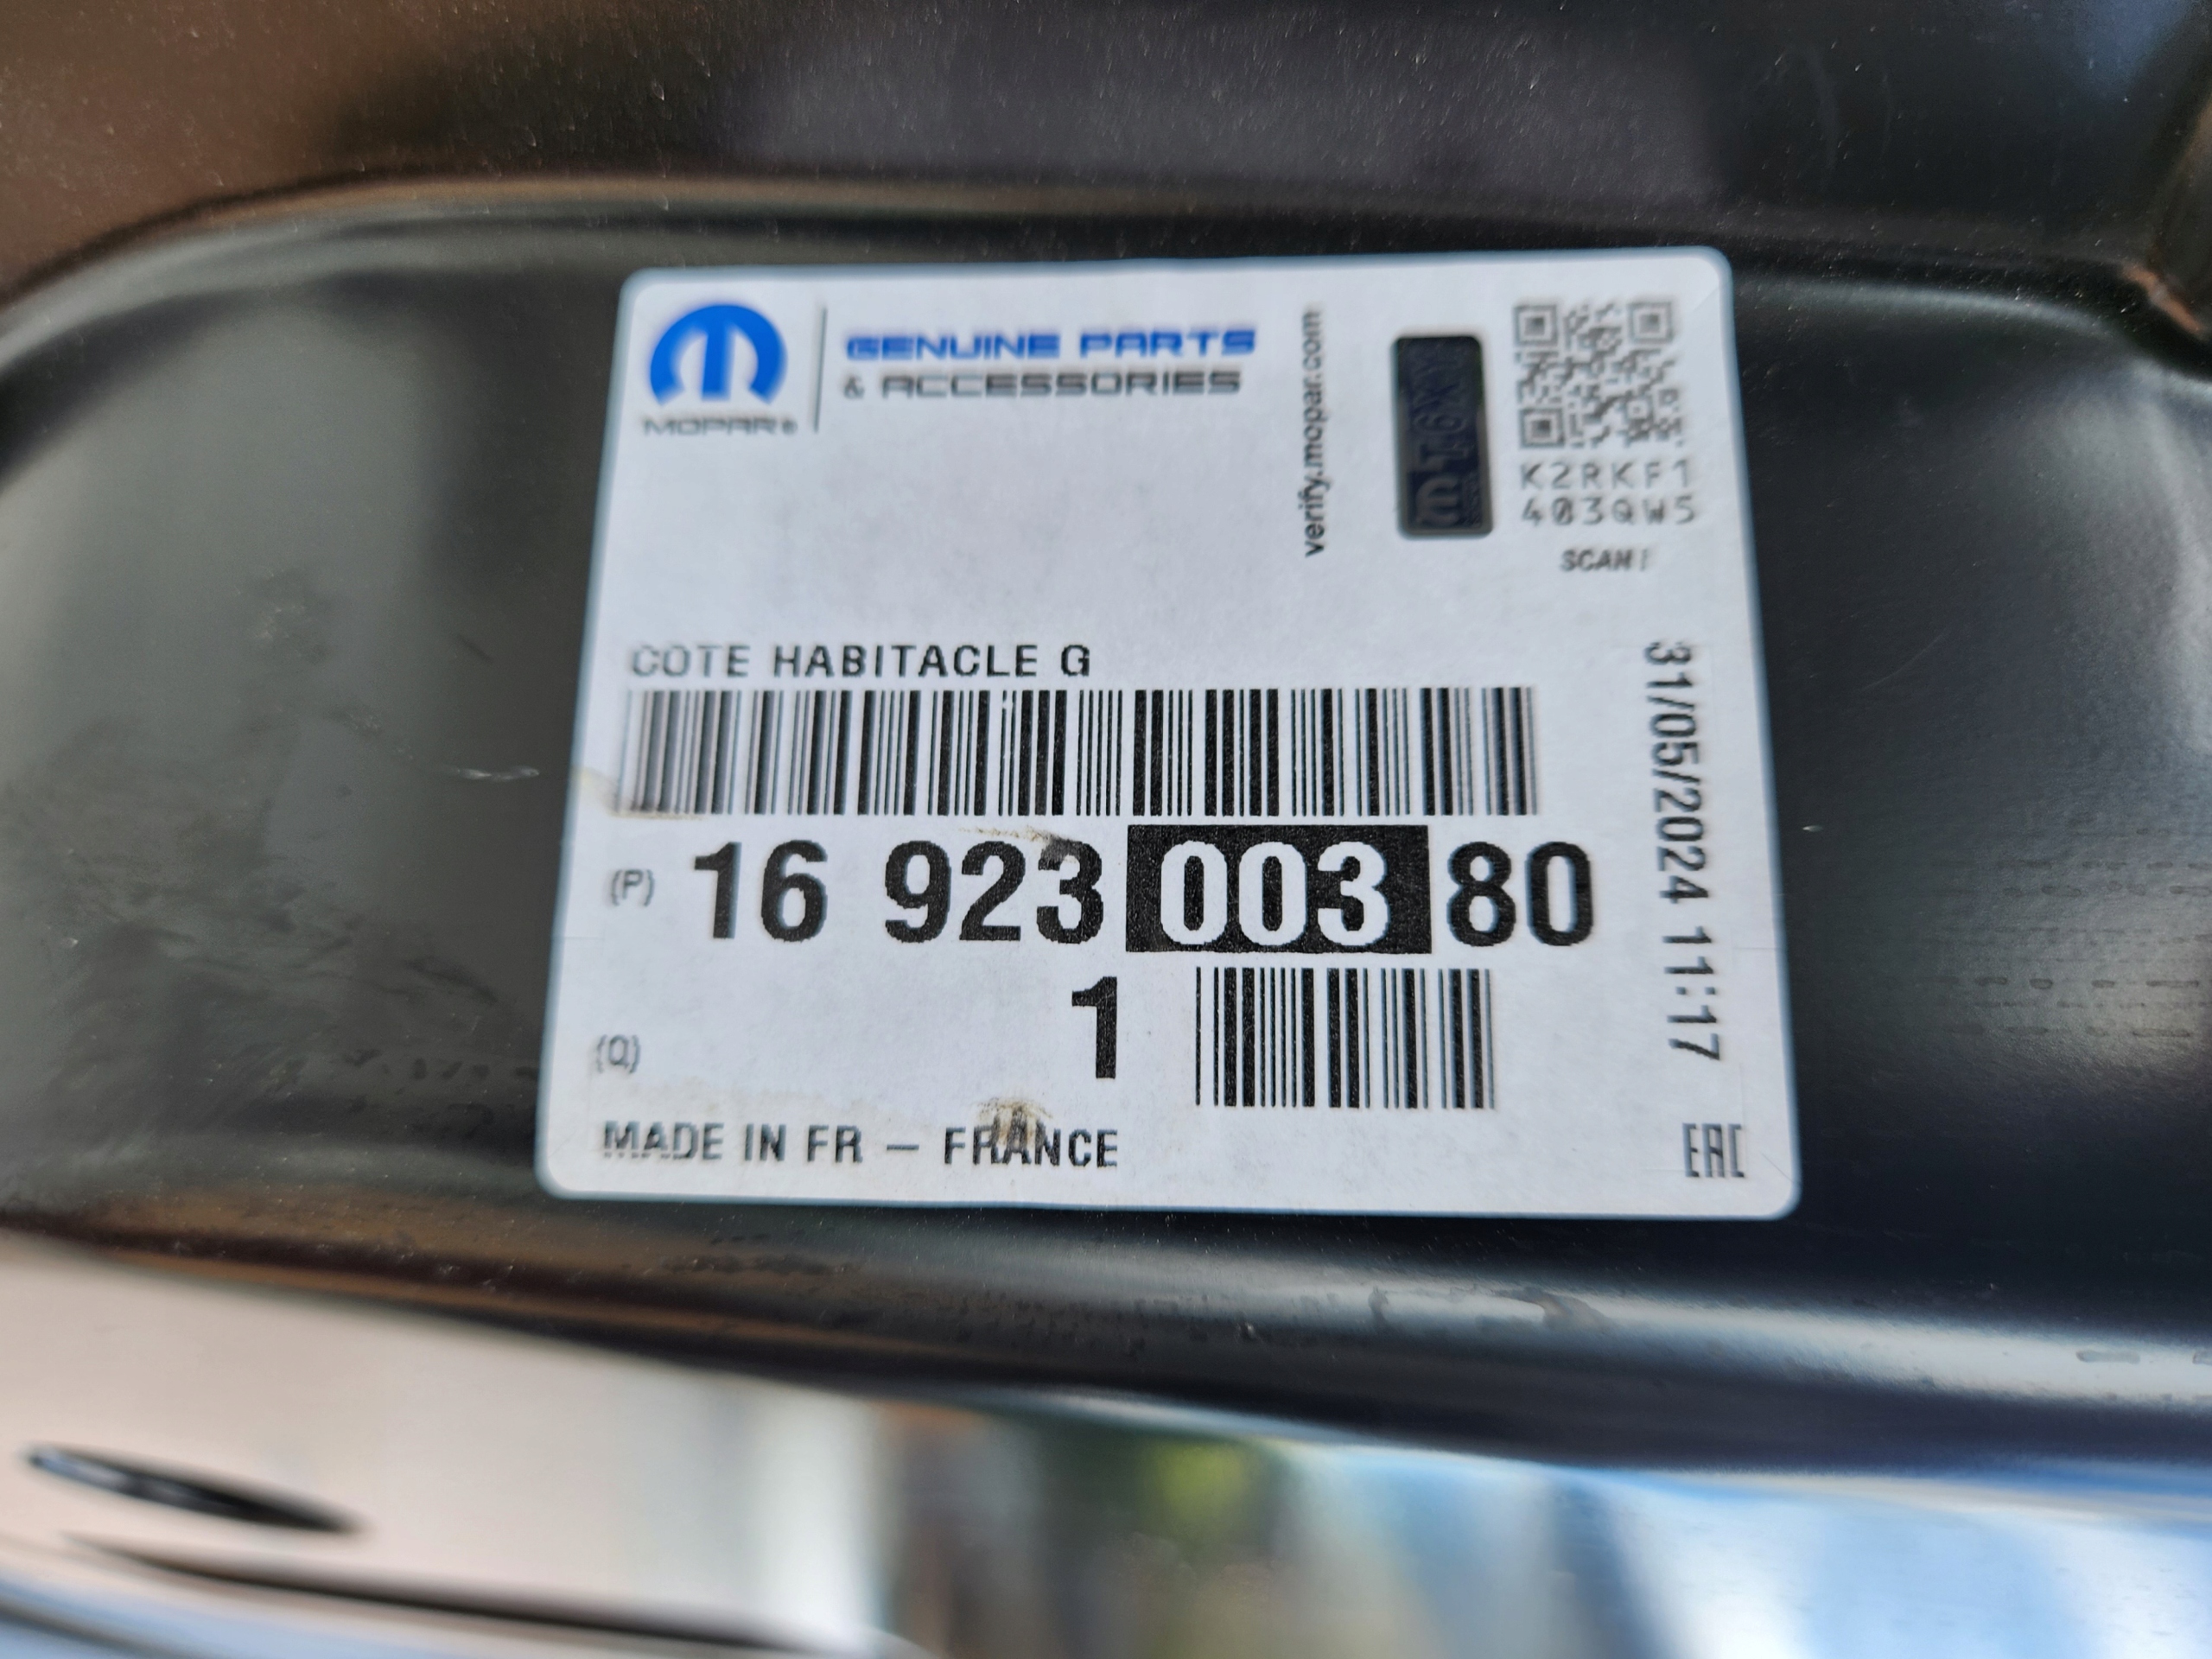 MOPAR®
GENUINE PARTS
& ACCESSORIES
verify.mopar.com
K2RKF1
403QW5
SCAN!
COTE HABITACLE G
31/05/2024 11:17
(P) 16 923 003 80
(Q) 1
MADE IN FR – FRANCE
EAC